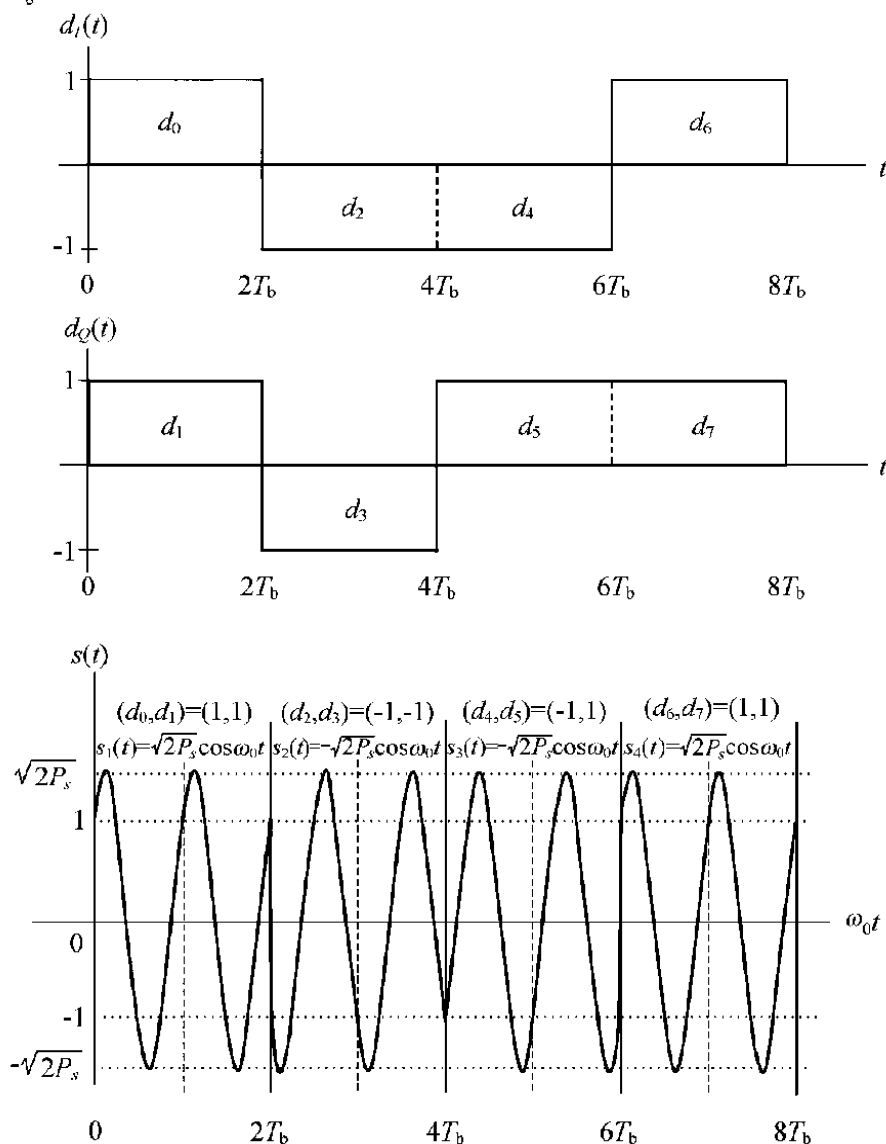 d_I(t)
1
d_0
d_6
t
d_2
d_4
-1
0 2T_b 4T_b 6T_b 8T_b
d_Q(t)
1
d_1
d_5
d_7
t
d_3
-1
0 2T_b 4T_b 6T_b 8T_b
s(t)
(d_0,d_1)=(1,1) (d_2,d_3)=(-1,-1) (d_4,d_5)=(-1,1) (d_6,d_7)=(1,1)
s_1(t)=√2P_s cosω_0t s_2(t)=-√2P_s cosω_0t s_3(t)=-√2P_s cosω_0t s_4(t)=√2P_s cosω_0t
√2P_s
1
0
ω_0t
-1
-√2P_s
0 2T_b 4T_b 6T_b 8T_b